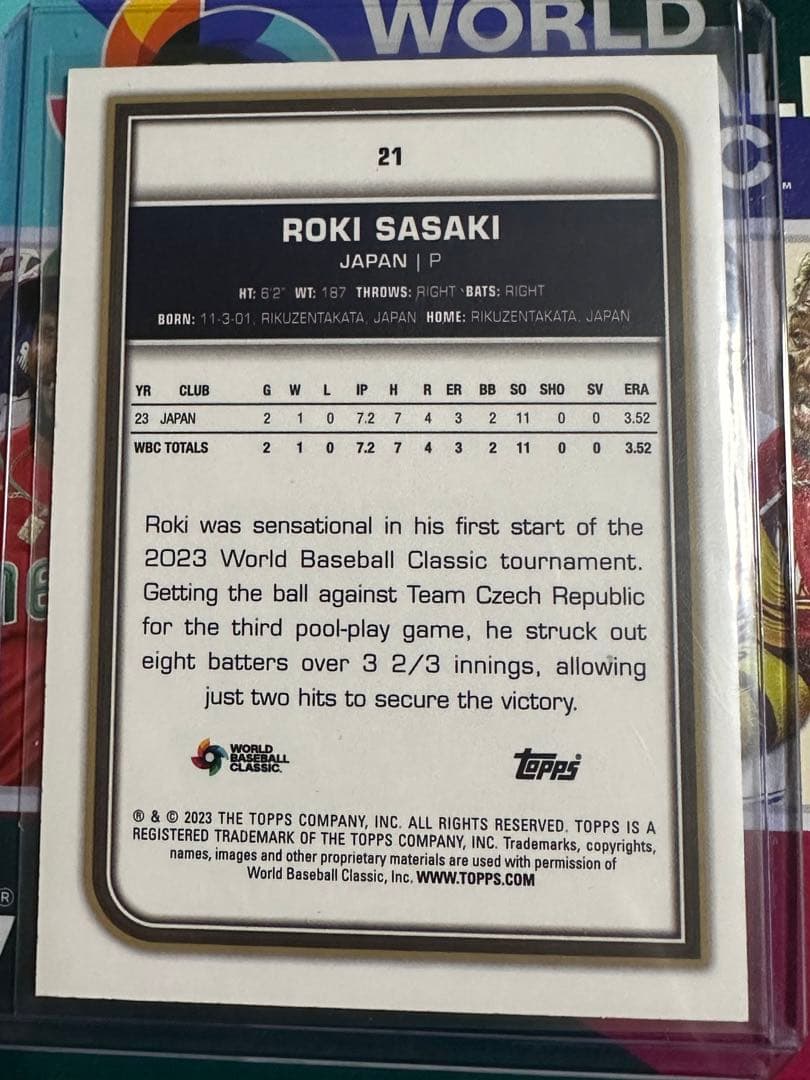 WORLD
C
TM
21
ROKI SASAKI
JAPAN | P
HT: 6'2" WT: 187 THROWS: RIGHT BATS: RIGHT
BORN: 11-3-01, RIKUZENTAKATA, JAPAN HOME: RIKUZENTAKATA, JAPAN
YR CLUB G W L IP H R ER BB SO SHO SV ERA
23 JAPAN 2 1 0 7.2 7 4 3 2 11 0 0 3.52
WBC TOTALS 2 1 0 7.2 7 4 3 2 11 0 0 3.52
Roki was sensational in his first start of the
2023 World Baseball Classic tournament.
Getting the ball against Team Czech Republic
for the third pool-play game, he struck out
eight batters over 3 2/3 innings, allowing
just two hits to secure the victory.
WORLD
BASEBALL
CLASSIC.
topps
® & © 2023 THE TOPPS COMPANY, INC. ALL RIGHTS RESERVED. TOPPS IS A
REGISTERED TRADEMARK OF THE TOPPS COMPANY, INC. Trademarks, copyrights,
names, images and other proprietary materials are used with permission of
World Baseball Classic, Inc. WWW.TOPPS.COM
®